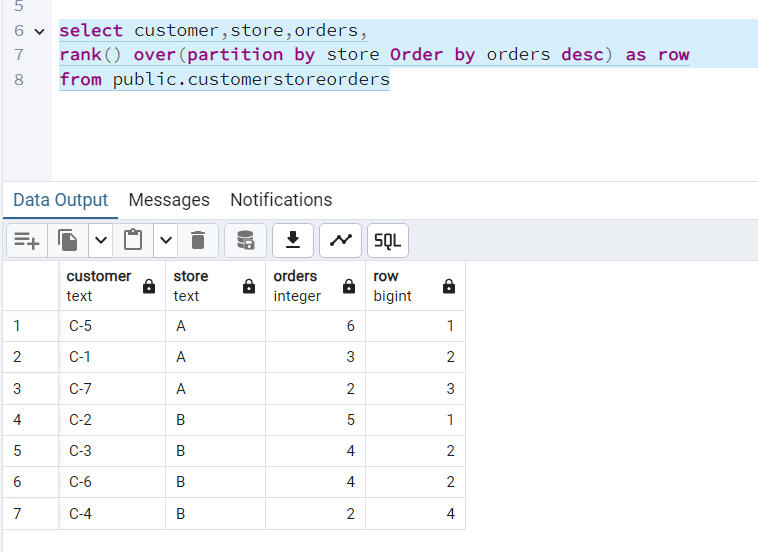 5
6 select customer,store,orders,
7 rank() over(partition by store Order by orders desc) as row
8 from public.customerstoreorders
Data Output Messages Notifications
SQL
customer store orders row
text text integer bigint
1 C-5 A 6 1
2 C-1 A 3 2
3 C-7 A 2 3
4 C-2 B 5 1
5 C-3 B 4 2
6 C-6 B 4 2
7 C-4 B 2 4